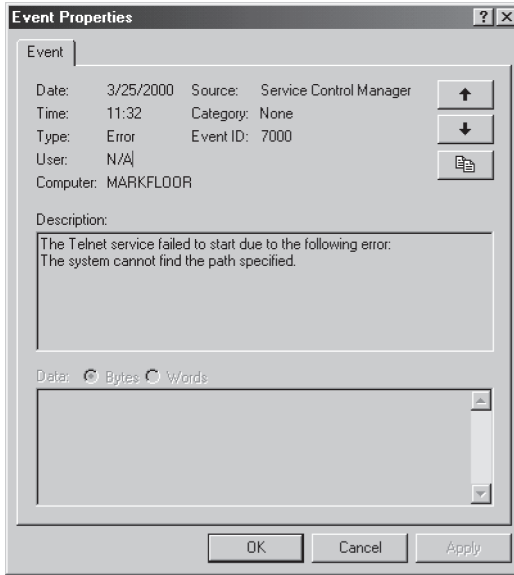 Event Properties
Event
Date: 3/25/2000 Source: Service Control Manager
Time: 11:32 Category: None
Type: Error Event ID: 7000
User: N/A
Computer: MARKFLOOR
Description:
The Telnet service failed to start due to the following error:
The system cannot find the path specified.
Data: Bytes Words
OK Cancel Apply